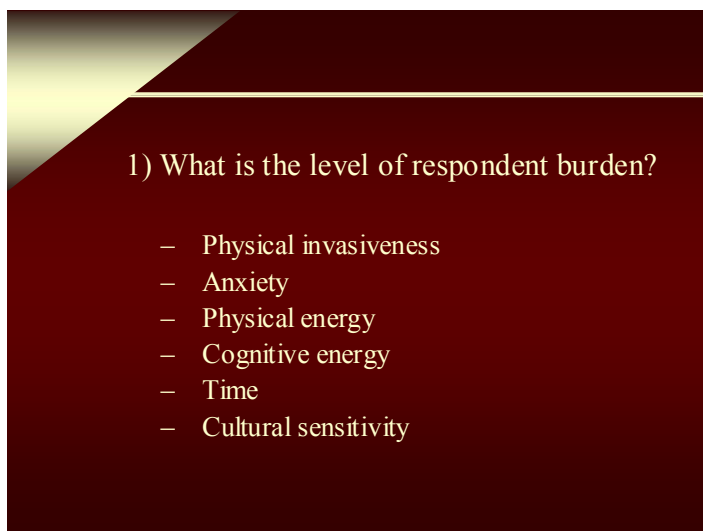 1) What is the level of respondent burden?
– Physical invasiveness
– Anxiety
– Physical energy
– Cognitive energy
– Time
– Cultural sensitivity